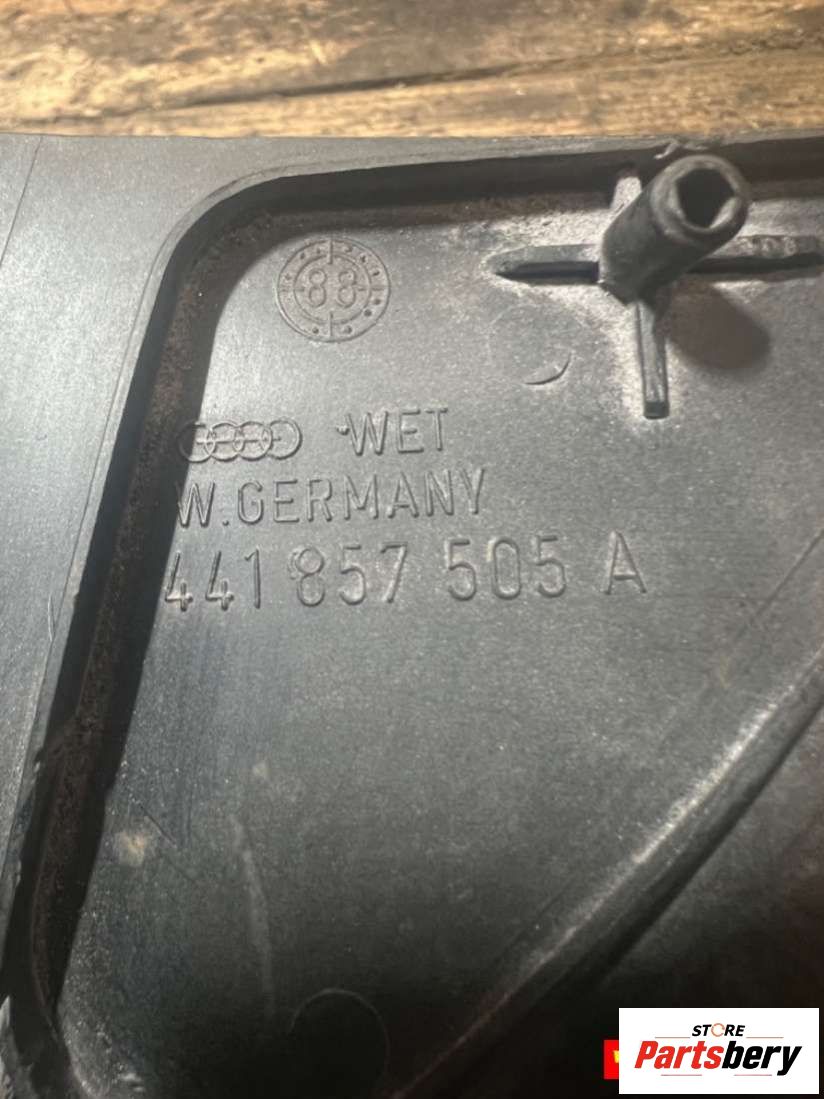 88
WET
W.GERMANY
441 857 505 A
STORE
Partsbery